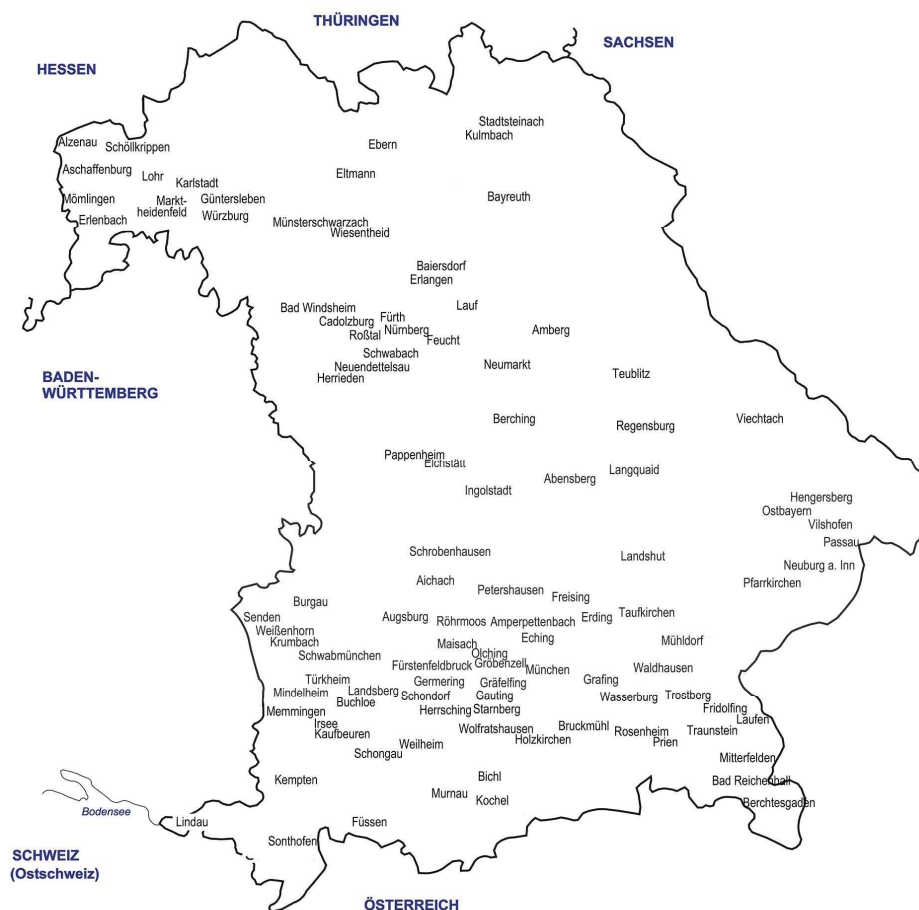 THÜRINGEN
SACHSEN
HESSEN
Stadtsteinach
Kulmbach
Ebern
Alzenau
Schöllkrippen
Aschaffenburg
Lohr
Eltmann
Karlstadt
Bayreuth
Mömlingen
Markt-
heidenfeld
Güntersleben
Würzburg
Erlenbach
Münsterschwarzach
Wiesentheid
Baiersdorf
Erlangen
Lauf
Bad Windsheim
Cadolzburg
Fürth
Nürnberg
Roßtal
Feucht
Amberg
Schwabach
Neuendettelsau
Herrieden
Neumarkt
Teublitz
BADEN-
WÜRTTEMBERG
Berching
Regensburg
Viechtach
Pappenheim
Eichstätt
Langquaid
Abensberg
Ingolstadt
Hengersberg
Ostbayern
Vilshofen
Passau
Schrobenhausen
Landshut
Neuburg a. Inn
Aichach
Pfarrkirchen
Petershausen
Freising
Burgau
Senden
Augsburg
Röhrmoos
Amperpettenbach
Erding
Taufkirchen
Weißenhorn
Krumbach
Eching
Mühldorf
Maisach
Olching
Schwabmünchen
Fürstenfeldbruck
Gröbenzell
München
Waldhausen
Türkheim
Germering
Gräfelfing
Grafing
Mindelheim
Landsberg
Schondorf
Gauting
Wasserburg
Trostberg
Buchloe
Memmingen
Herrsching
Starnberg
Fridolfing
Laufen
Irsee
Kaufbeuren
Wolfratshausen
Bruckmühl
Rosenheim
Traunstein
Holzkirchen
Prien
Weilheim
Schongau
Mitterfelden
Kempten
Bichl
Bad Reichenhall
Murnau
Kochel
Berchtesgaden
Bodensee
Lindau
Füssen
Sonthofen
SCHWEIZ
(Ostschweiz)
ÖSTERREICH